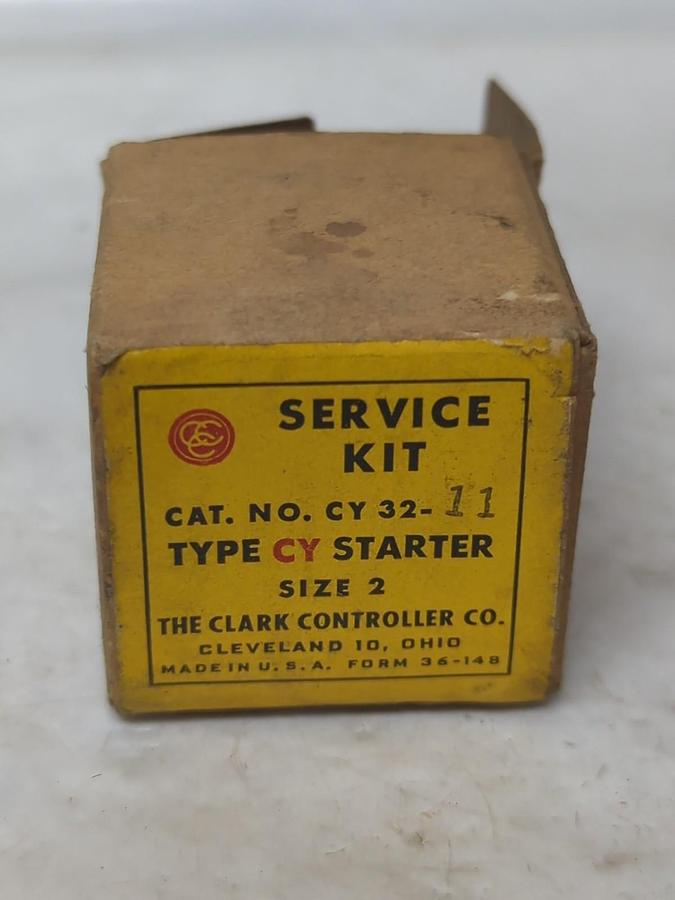 CCC
SERVICE
KIT
CAT. NO. CY 32-11
TYPE CY STARTER
SIZE 2
THE CLARK CONTROLLER CO.
CLEVELAND 10, OHIO
MADE IN U.S.A. FORM 36-148